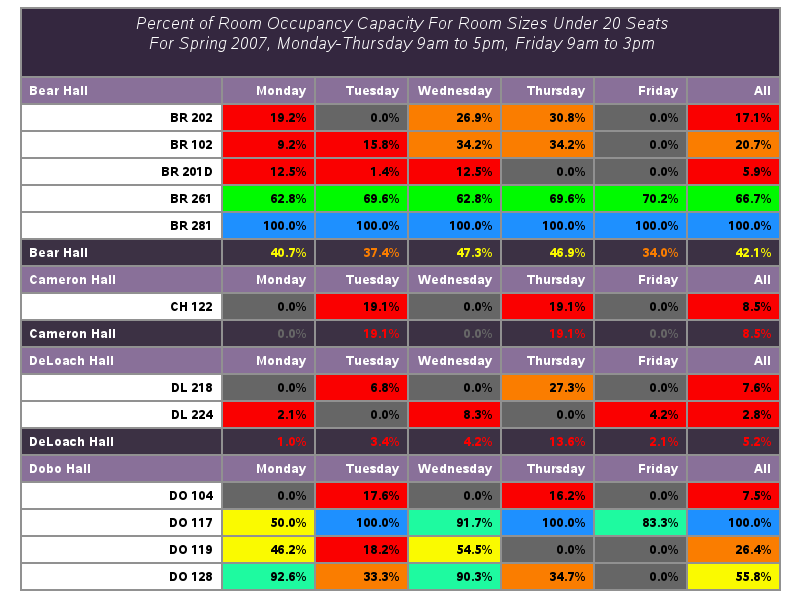 Percent of Room Occupancy Capacity For Room Sizes Under 20 Seats
For Spring 2007, Monday-Thursday 9am to 5pm, Friday 9am to 3pm
Bear Hall Monday Tuesday Wednesday Thursday Friday All
BR 202 19.2% 0.0% 26.9% 30.8% 0.0% 17.1%
BR 102 9.2% 15.8% 34.2% 34.2% 0.0% 20.7%
BR 201D 12.5% 1.4% 12.5% 0.0% 0.0% 5.9%
BR 261 62.8% 69.6% 62.8% 69.6% 70.2% 66.7%
BR 281 100.0% 100.0% 100.0% 100.0% 100.0% 100.0%
Bear Hall 40.7% 37.4% 47.3% 46.9% 34.0% 42.1%
Cameron Hall Monday Tuesday Wednesday Thursday Friday All
CH 122 0.0% 19.1% 0.0% 19.1% 0.0% 8.5%
Cameron Hall 0.0% 19.1% 0.0% 19.1% 0.0% 8.5%
DeLoach Hall Monday Tuesday Wednesday Thursday Friday All
DL 218 0.0% 6.8% 0.0% 27.3% 0.0% 7.6%
DL 224 2.1% 0.0% 8.3% 0.0% 4.2% 2.8%
DeLoach Hall 1.0% 3.4% 4.2% 13.6% 2.1% 5.2%
Dobo Hall Monday Tuesday Wednesday Thursday Friday All
DO 104 0.0% 17.6% 0.0% 16.2% 0.0% 7.5%
DO 117 50.0% 100.0% 91.7% 100.0% 83.3% 100.0%
DO 119 46.2% 18.2% 54.5% 0.0% 0.0% 26.4%
DO 128 92.6% 33.3% 90.3% 34.7% 0.0% 55.8%